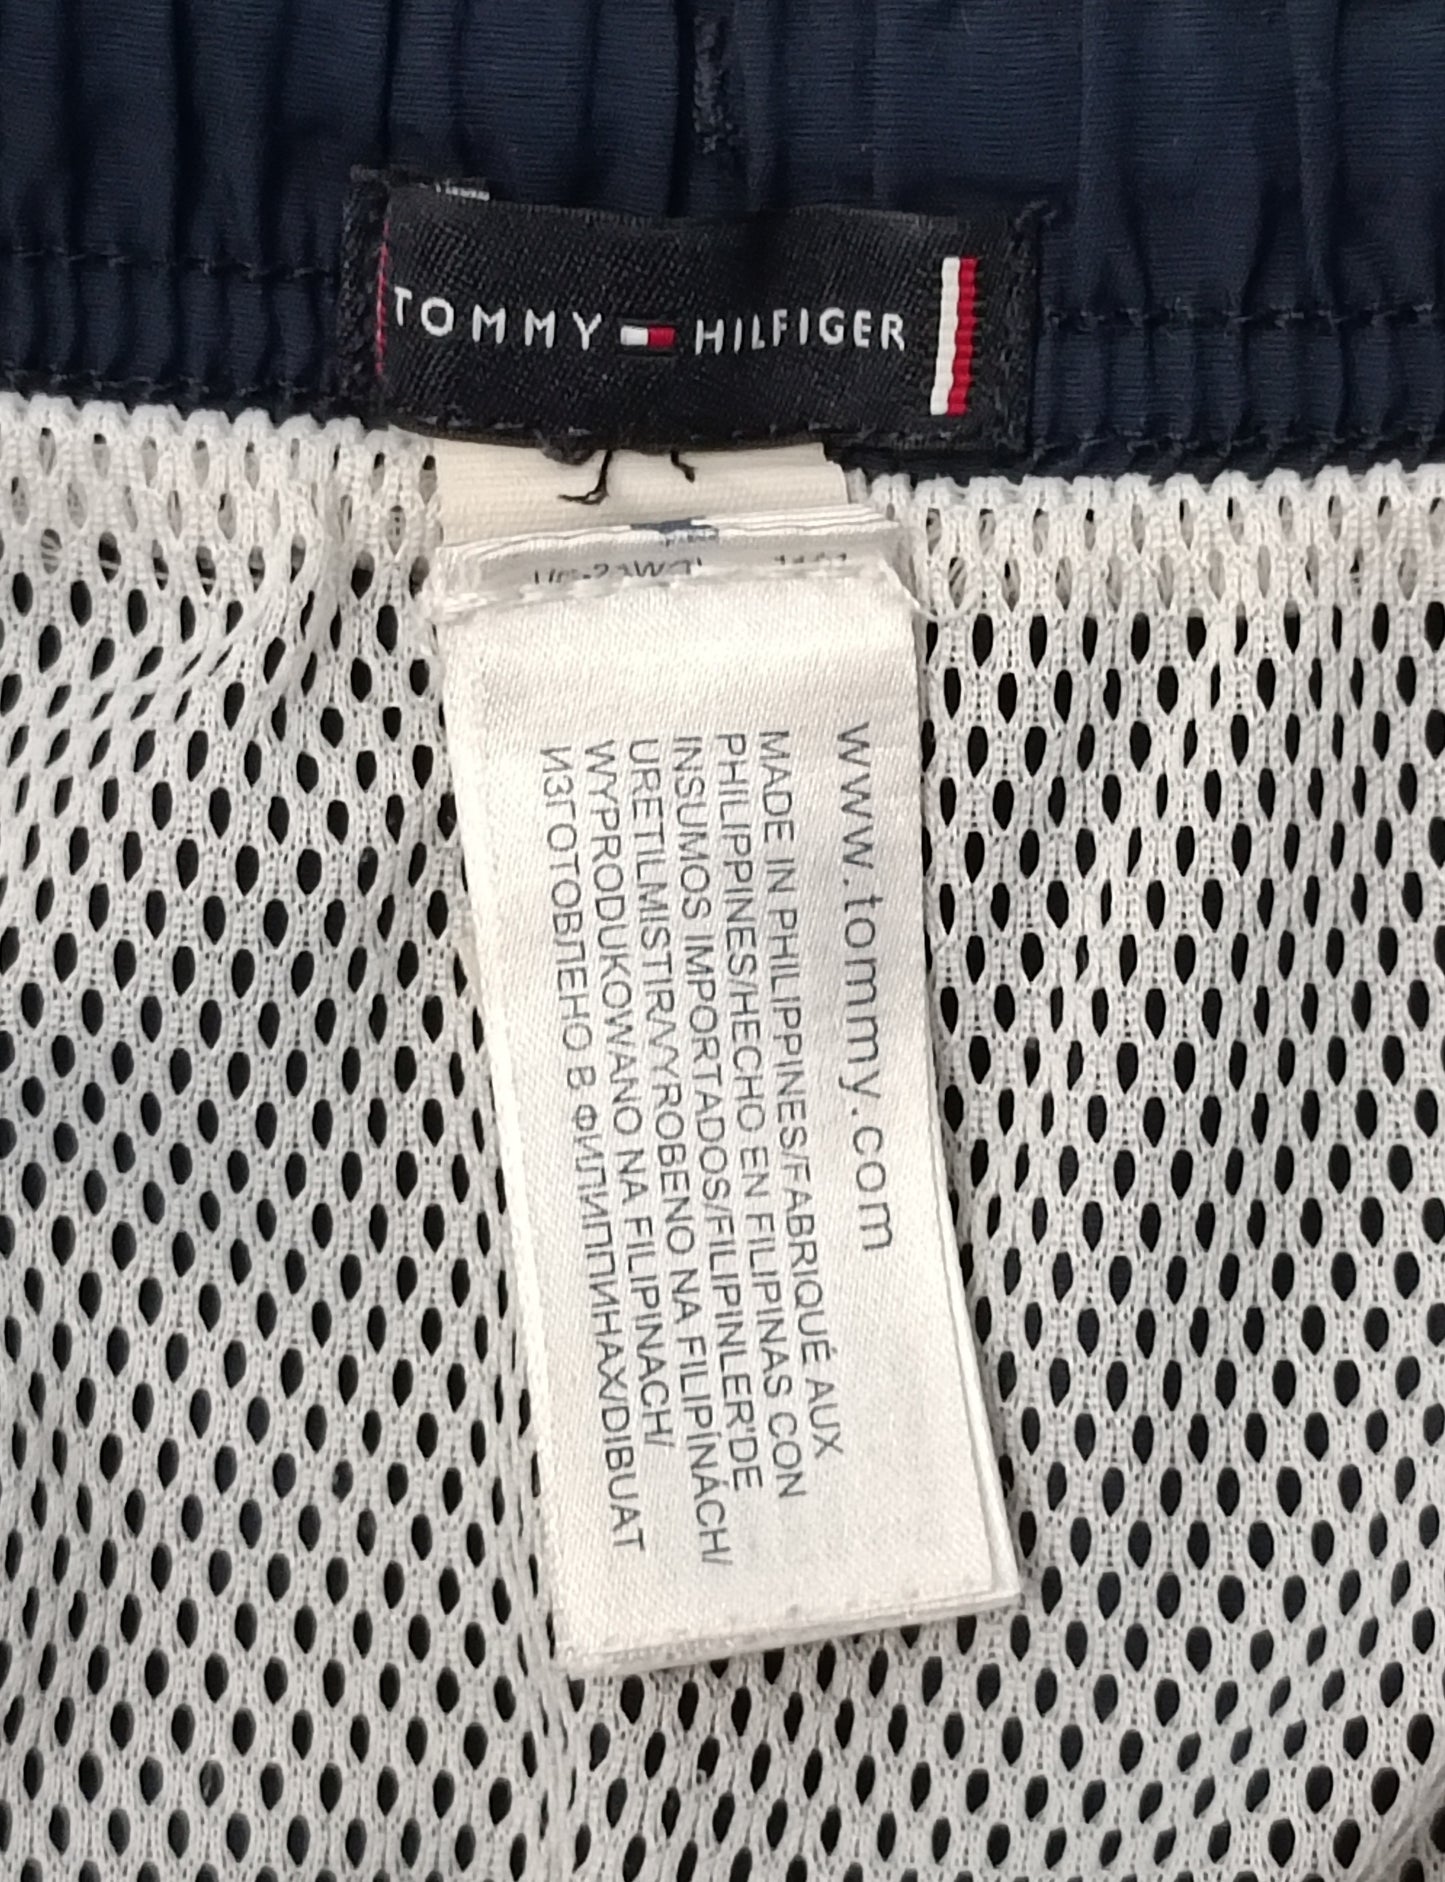 TOMMY HILFIGER
www.tommy.com
MADE IN PHILIPPINES/FABRIQUÉ AUX
PHILIPPINES/HECHO EN FILIPINAS CON
INSUMOS IMPORTADOS/FILIPINLER'DE
URETILMISTIR/VYROBENO NA FILIPÍNÁCH/
WYPRODUKOWANO NA FILIPINACH/
ИЗГОТОВЛЕНО В ФИЛИППИНАХ/DIBUAT